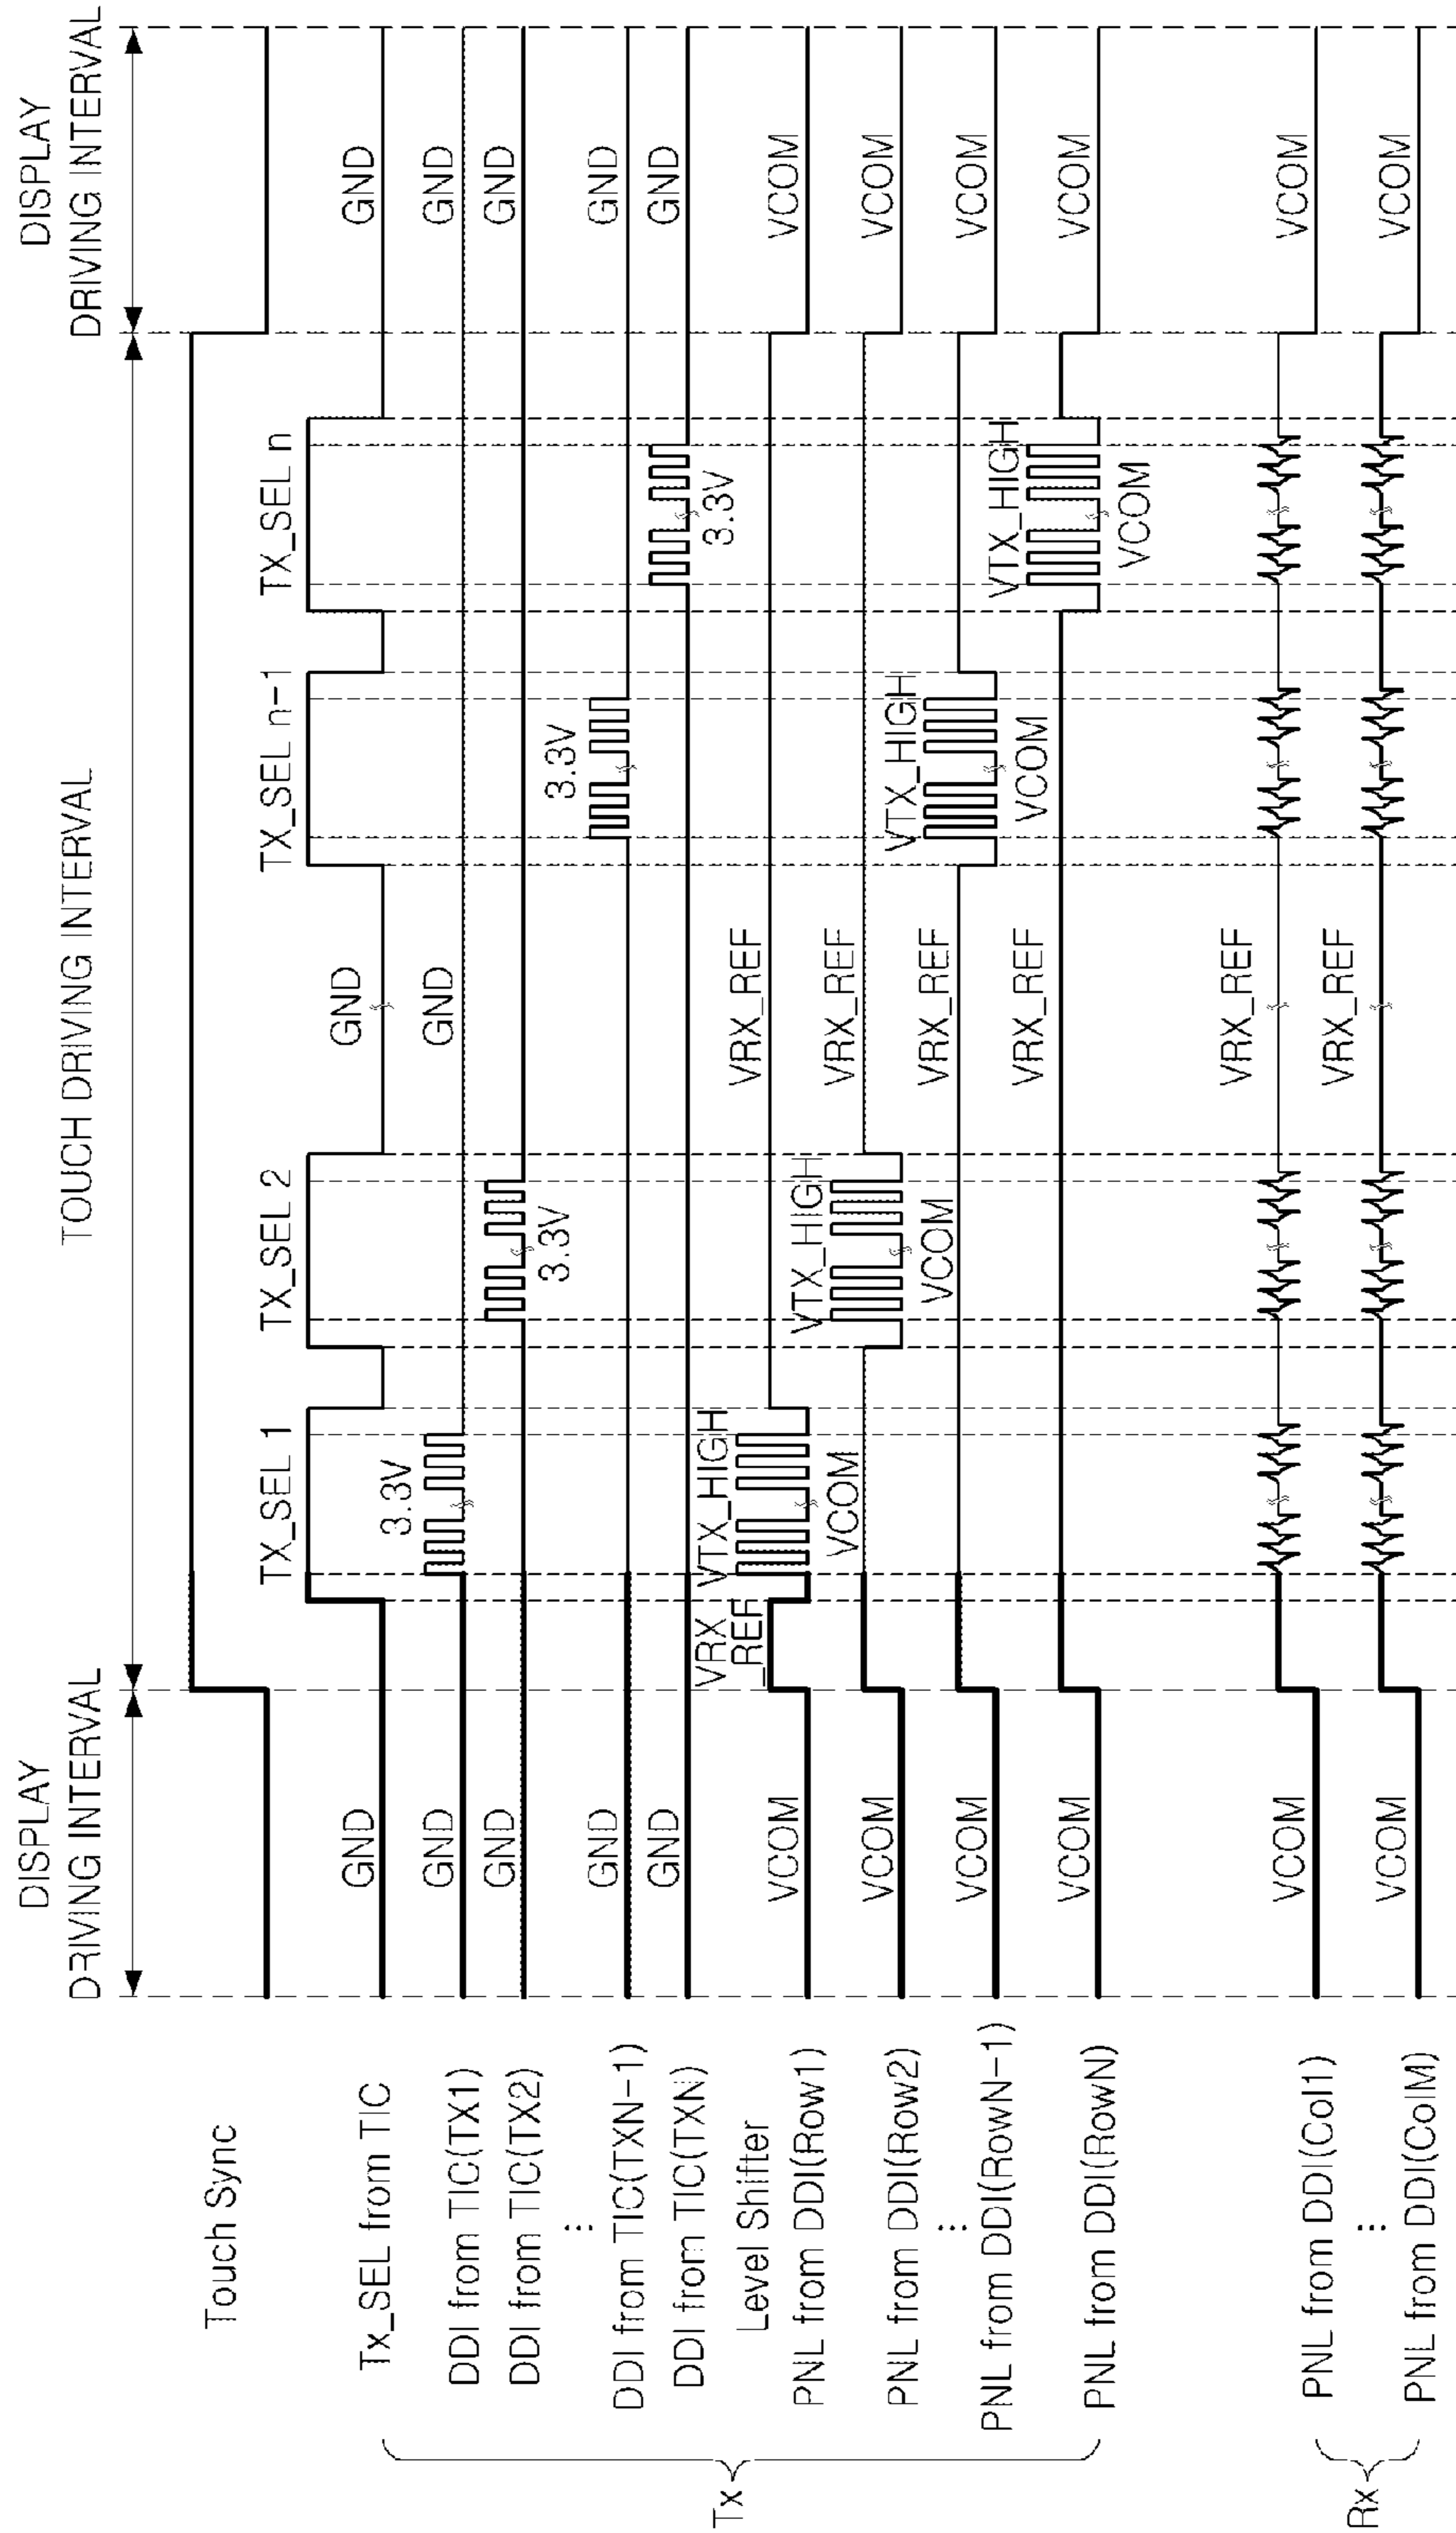 DISPLAY
DRIVING INTERVAL
TOUCH DRIVING INTERVAL
DISPLAY
DRIVING INTERVAL
Touch Sync
TX_SEL 1
TX_SEL 2
TX_SEL n-1
TX_SEL n
Tx_SEL from TIC
GND
GND
GND
DDI from TIC(TX1)
GND
3.3V
GND
GND
DDI from TIC(TX2)
GND
3.3V
GND
⋮
DDI from TIC(TXN-1)
GND
3.3V
GND
DDI from TIC(TXN)
GND
3.3V
GND
Level Shifter
PNL from DDI(Row1)
VCOM
VRX
_REF
VTX_HIGH
VCOM
VRX_REF
VCOM
PNL from DDI(Row2)
VCOM
VTX_HIGH
VCOM
VRX_REF
VCOM
⋮
PNL from DDI(RowN-1)
VCOM
VRX_REF
VTX_HIGH
VCOM
VCOM
PNL from DDI(RowN)
VCOM
VRX_REF
VTX_HIGH
VCOM
VCOM
Tx
PNL from DDI(Col1)
VCOM
VRX_REF
VCOM
⋮
PNL from DDI(ColM)
VCOM
VRX_REF
VCOM
Rx